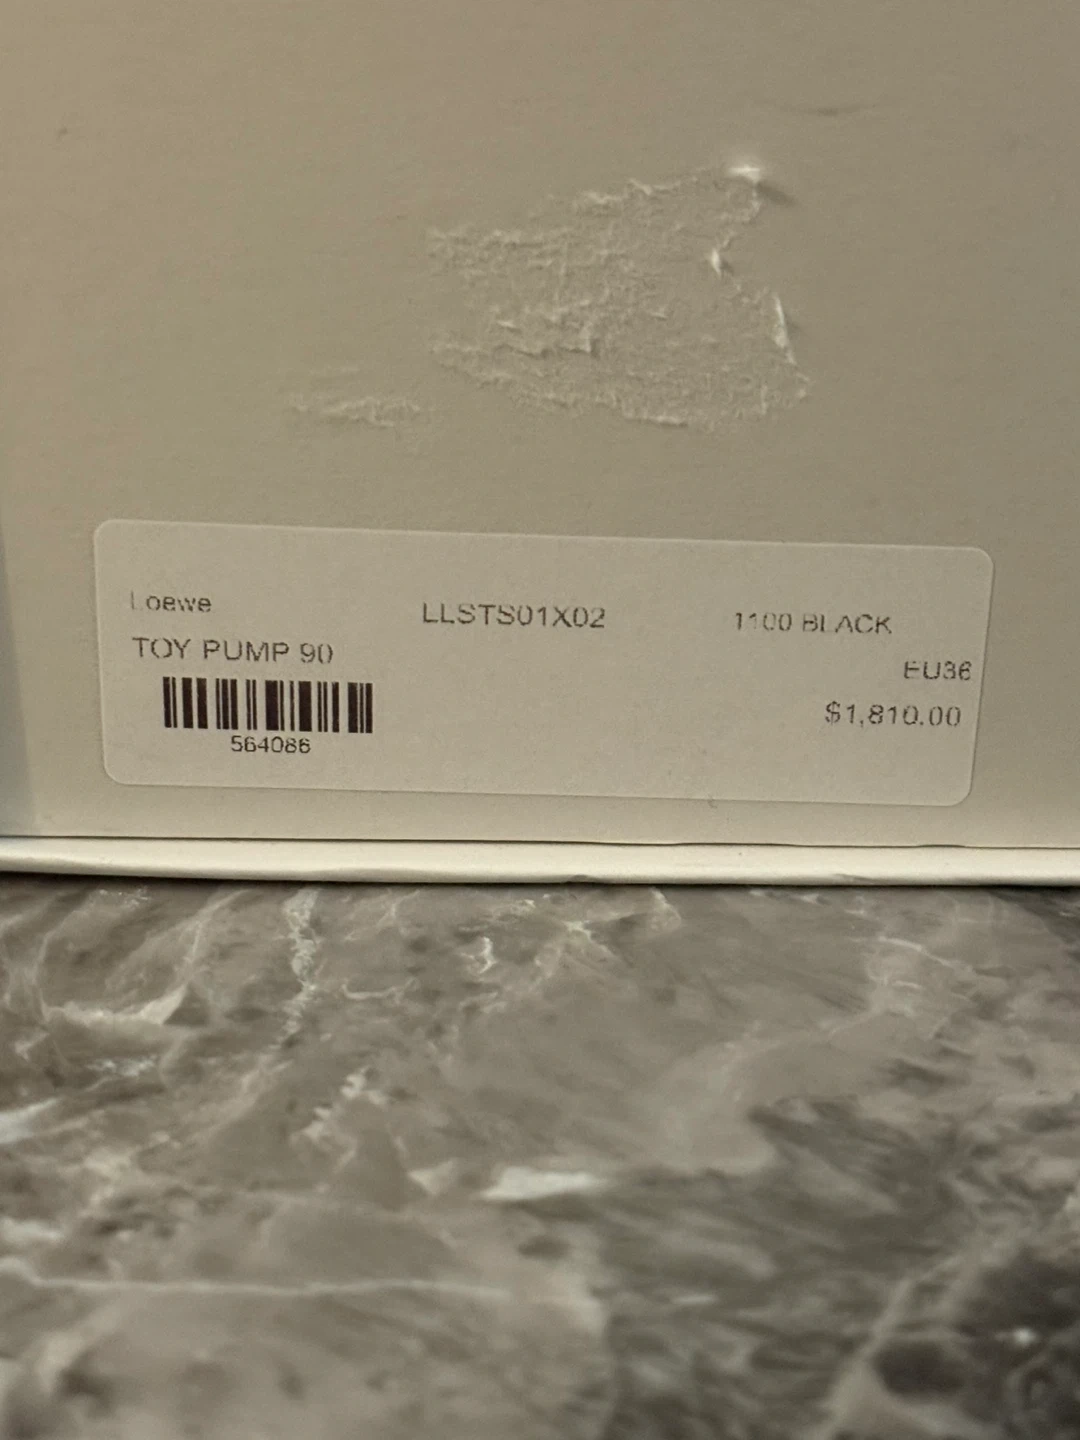 Loewe LLSTS01X02 1100 BLACK
TOY PUMP 90
EU36
$1,810.00
564086